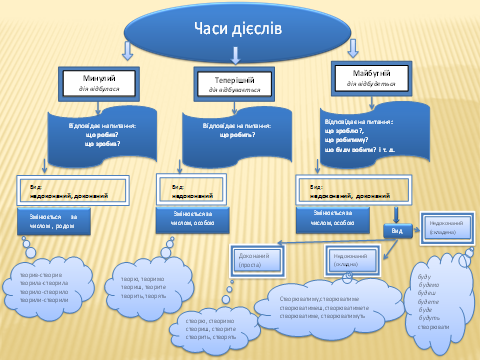 Часи дієслів
Минулий
дія відбулася
Теперішній
дія відбувається
Майбутній
дія відбудеться
Відповідає на питання:
що робив?
що зробив?
Відповідає на питання:
що робить?
Відповідає на питання:
що зробить?,
що робитиму?
що буду робити? і т. д.
Вид:
недоконаний, доконаний
Вид:
недоконаний
Вид:
недоконаний, доконаний
Змінюється за
числом, родом
Змінюється за
числом, особою
Змінюється за
числом, особою
Вид
Недоконаний
(складена)
Доконаний
(проста)
Недоконаний
(складна)
творив-створив
творила-створила
творило-створило
творили-створили
творю, творимо
твориш, творите
творить, творять
створю, створимо
створиш, створите
створить, створять
Створюватиму, створюватимемо
створюватимеш, створюватимете
створюватиме, створюватимуть
буду
будемо
будеш
будете
буде
будуть
створювати